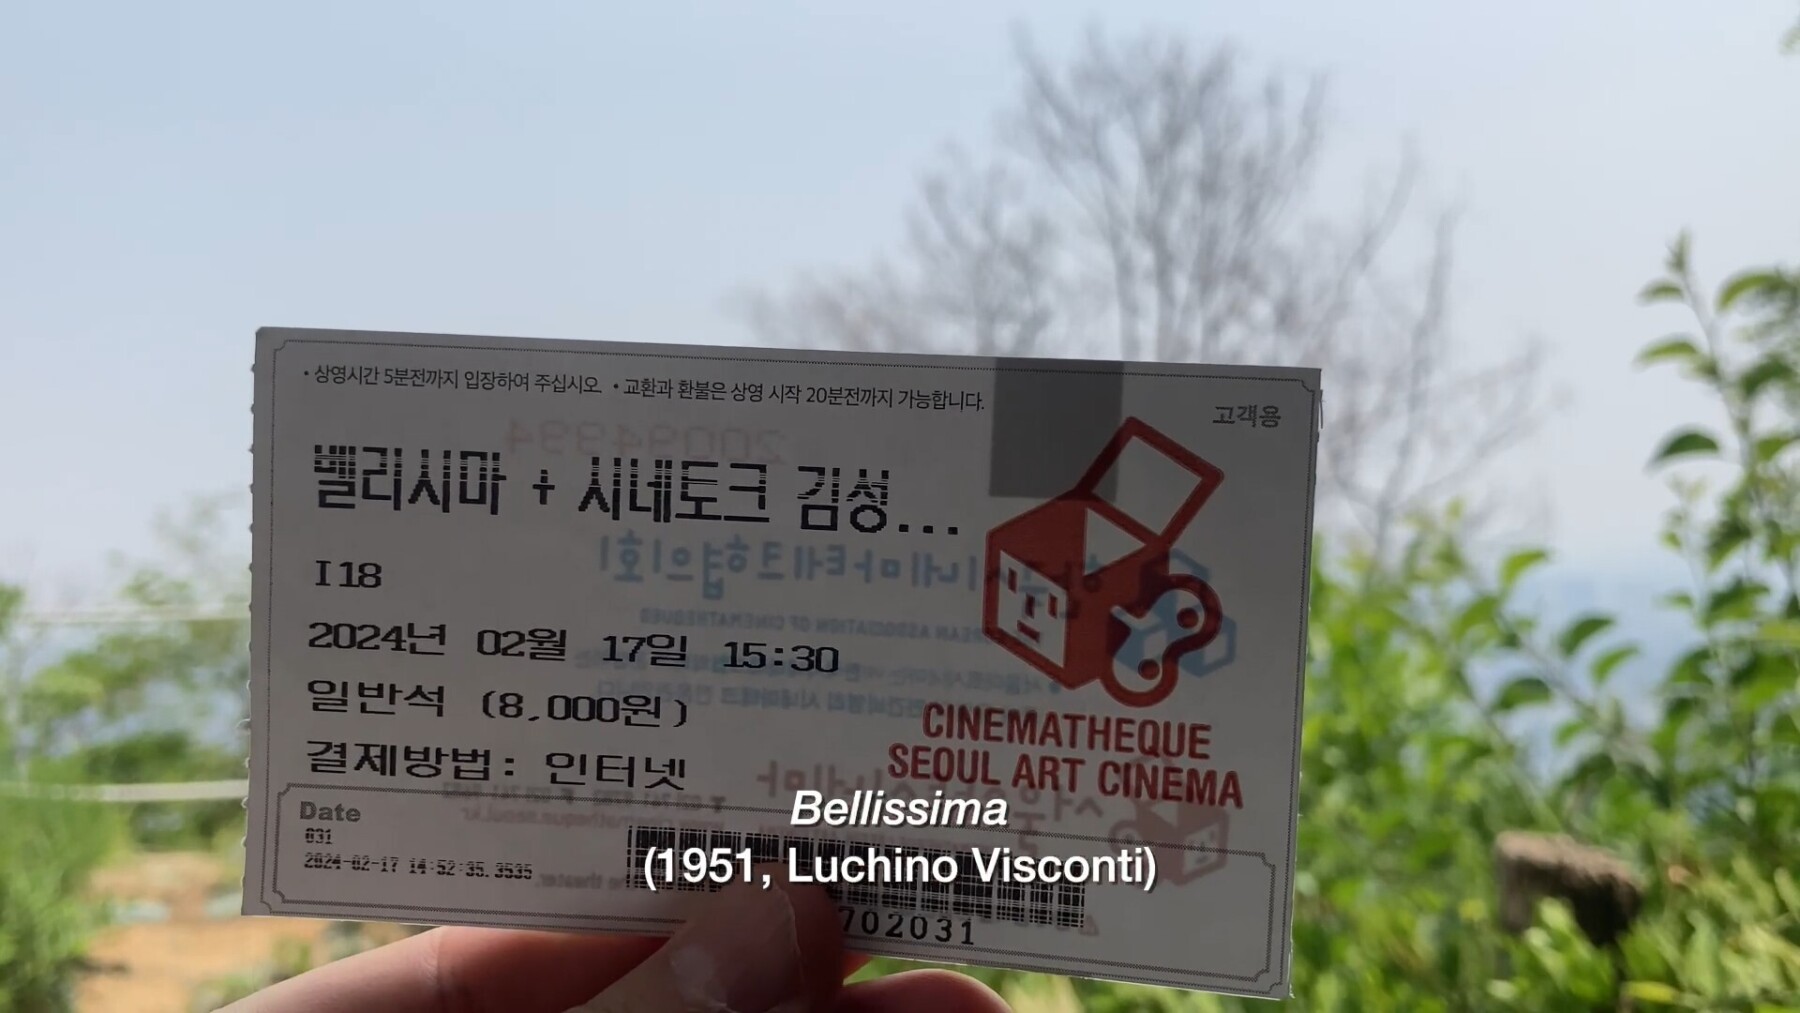 • 상영시간 5분전까지 입장하여 주십시오. • 교환과 환불은 상영 시작 20분전까지 가능합니다.
고객용
20094994
벨리시마 + 시네토크 김성...
I18
2024년 02월 17일 15:30
일반석 (8,000원)
결제방법: 인터넷
CINEMATHEQUE
SEOUL ART CINEMA
Date
031
2024-02-17 14:52:35.3535
702031
Bellissima
(1951, Luchino Visconti)